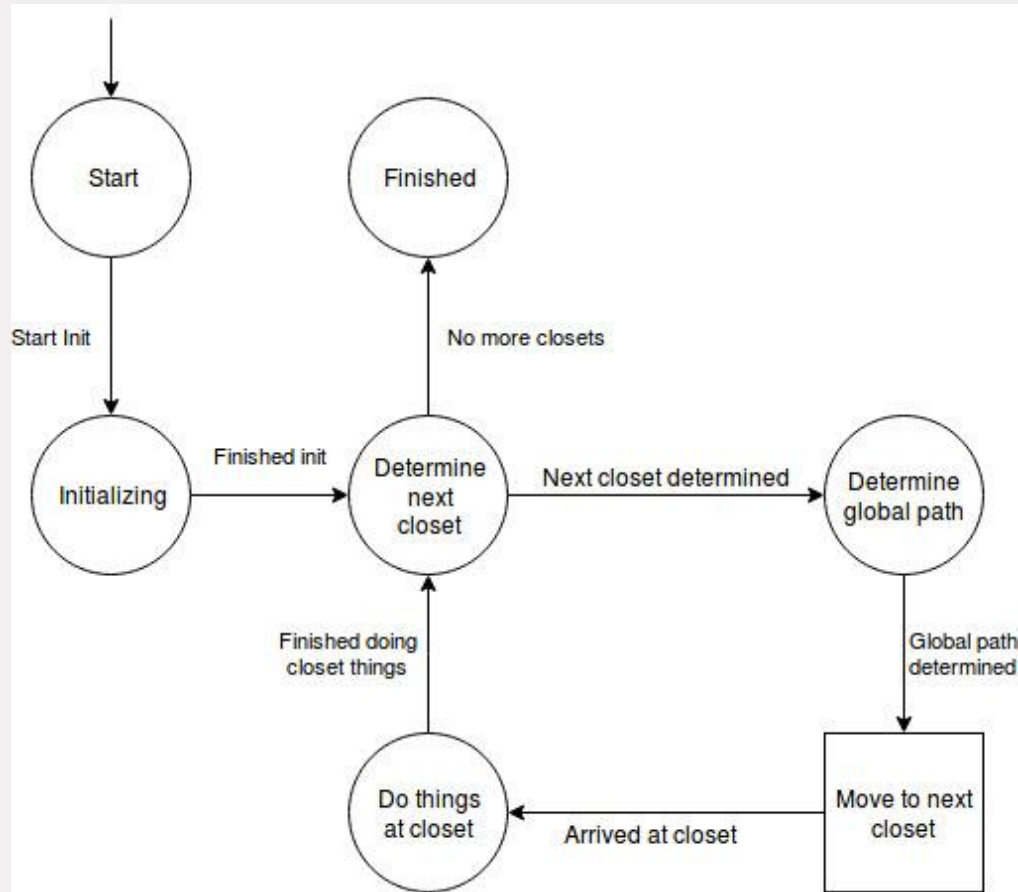 Start
Finished
Start Init
No more closets
Initializing
Finished init
Determine
next
closet
Next closet determined
Determine
global path
Finished doing
closet things
Global path
determined
Do things
at closet
Arrived at closet
Move to next
closet